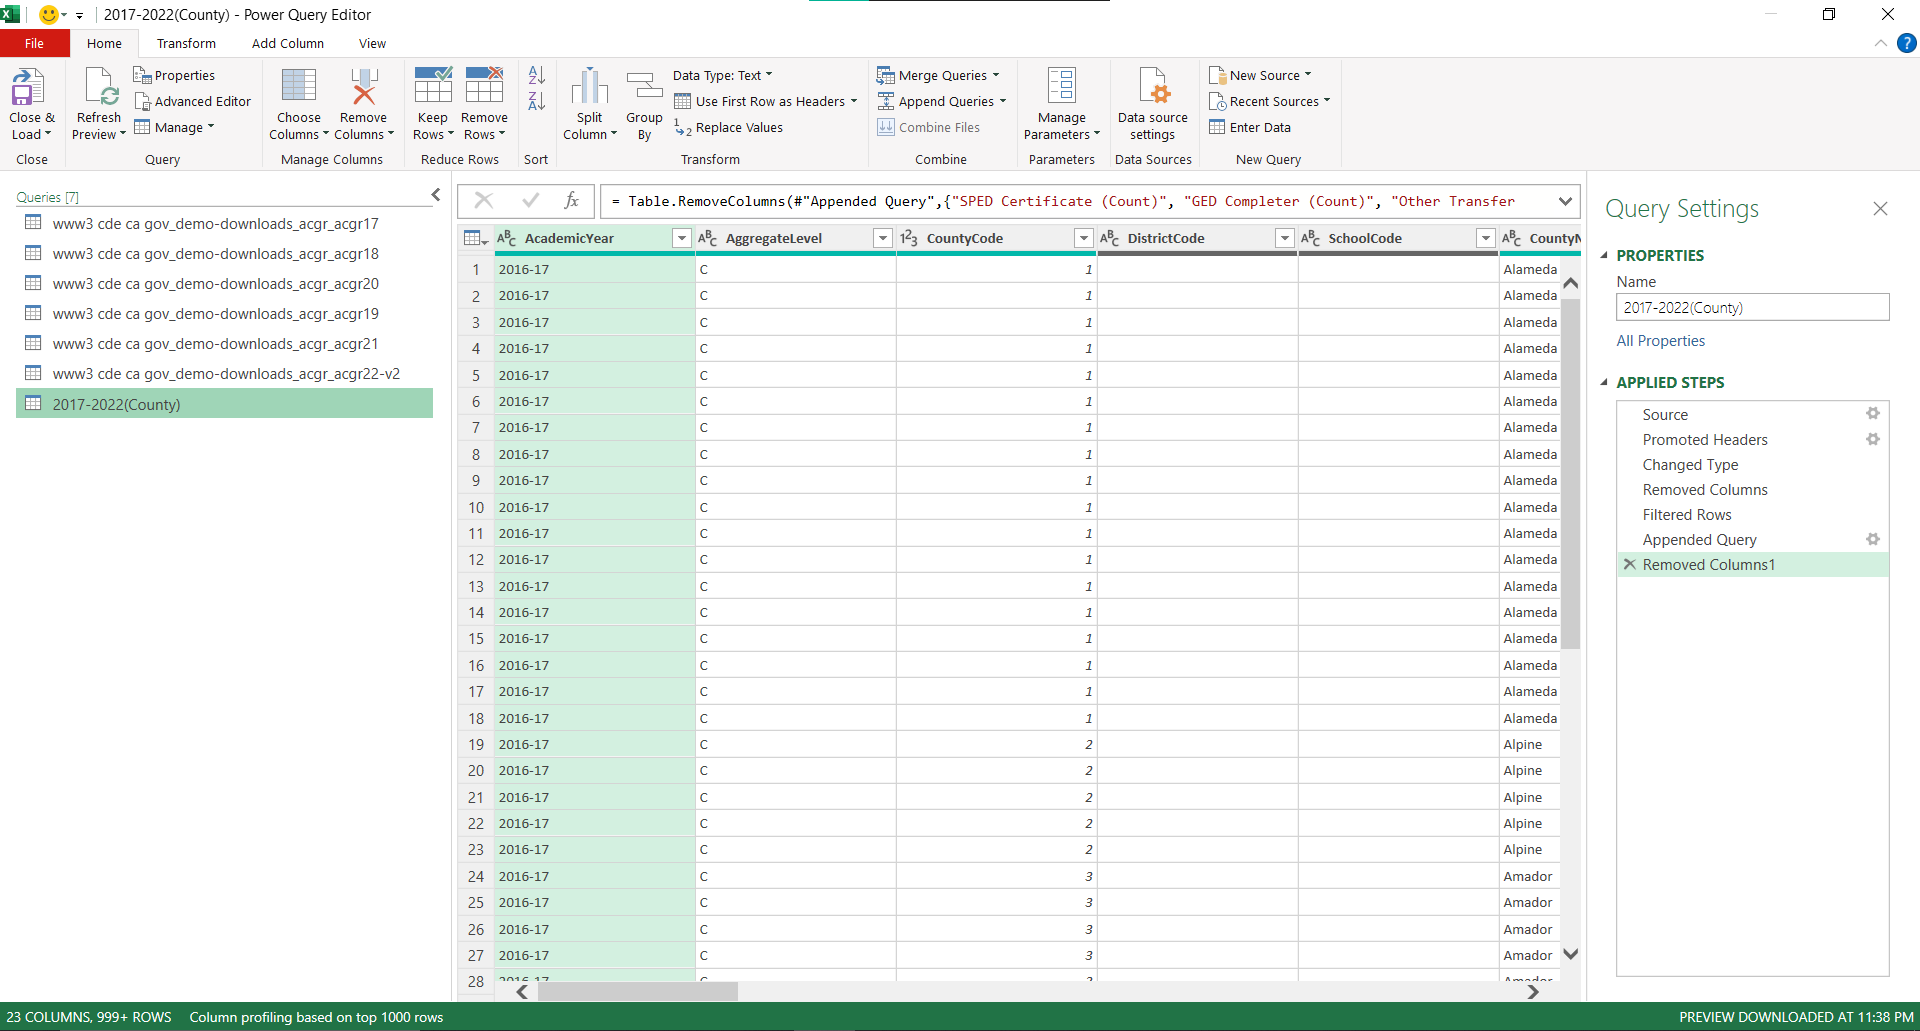 2017-2022(County) - Power Query Editor
File Home Transform Add Column View
Close & Load
Close
Refresh Preview
Properties
Advanced Editor
Manage
Query
Choose Columns
Remove Columns
Manage Columns
Keep Rows
Remove Rows
Reduce Rows
Sort
Split Column
Group By
Data Type: Text
Use First Row as Headers
Replace Values
Transform
Merge Queries
Append Queries
Combine Files
Combine
Manage Parameters
Parameters
Data source settings
Data Sources
New Source
Recent Sources
Enter Data
New Query
Queries [7]
www3 cde ca gov_demo-downloads_acgr_acgr17
www3 cde ca gov_demo-downloads_acgr_acgr18
www3 cde ca gov_demo-downloads_acgr_acgr20
www3 cde ca gov_demo-downloads_acgr_acgr19
www3 cde ca gov_demo-downloads_acgr_acgr21
www3 cde ca gov_demo-downloads_acgr_acgr22-v2
2017-2022(County)
fx = Table.RemoveColumns(#"Appended Query",{"SPED Certificate (Count)", "GED Completer (Count)", "Other Transfer
AcademicYear AggregateLevel CountyCode DistrictCode SchoolCode CountyN
1 2016-17 C 1 Alameda
2 2016-17 C 1 Alameda
3 2016-17 C 1 Alameda
4 2016-17 C 1 Alameda
5 2016-17 C 1 Alameda
6 2016-17 C 1 Alameda
7 2016-17 C 1 Alameda
8 2016-17 C 1 Alameda
9 2016-17 C 1 Alameda
10 2016-17 C 1 Alameda
11 2016-17 C 1 Alameda
12 2016-17 C 1 Alameda
13 2016-17 C 1 Alameda
14 2016-17 C 1 Alameda
15 2016-17 C 1 Alameda
16 2016-17 C 1 Alameda
17 2016-17 C 1 Alameda
18 2016-17 C 1 Alameda
19 2016-17 C 2 Alpine
20 2016-17 C 2 Alpine
21 2016-17 C 2 Alpine
22 2016-17 C 2 Alpine
23 2016-17 C 2 Alpine
24 2016-17 C 3 Amador
25 2016-17 C 3 Amador
26 2016-17 C 3 Amador
27 2016-17 C 3 Amador
28 2016-17 C 3 Amador
Query Settings
PROPERTIES
Name
2017-2022(County)
All Properties
APPLIED STEPS
Source
Promoted Headers
Changed Type
Removed Columns
Filtered Rows
Appended Query
Removed Columns1
23 COLUMNS, 999+ ROWS Column profiling based on top 1000 rows PREVIEW DOWNLOADED AT 11:38 PM